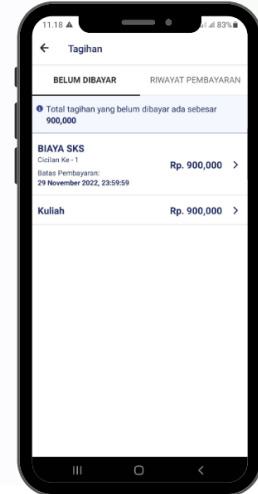 11.18
83%
Tagihan
BELUM DIBAYAR RIWAYAT PEMBAYARAN
Total tagihan yang belum dibayar ada sebesar
900,000
BIAYA SKS
Cicilan Ke - 1
Rp. 900,000
Batas Pembayaran:
29 November 2022, 23:59:59
Kuliah Rp. 900,000